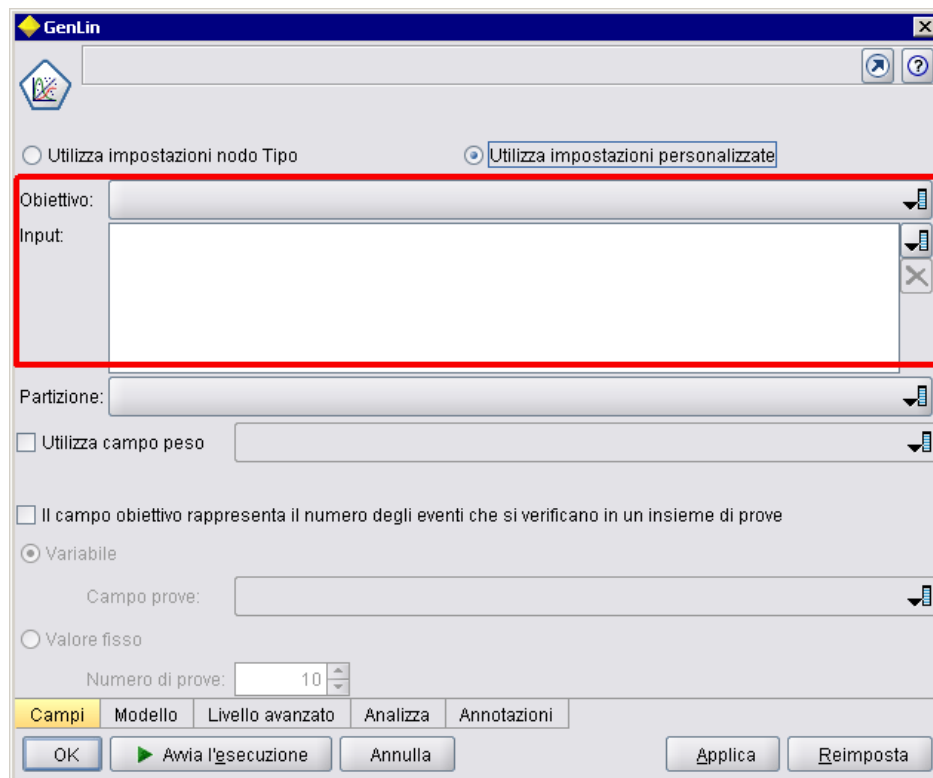 GenLin
Utilizza impostazioni nodo Tipo
Utilizza impostazioni personalizzate
Obiettivo:
Input:
Partizione:
Utilizza campo peso
Il campo obiettivo rappresenta il numero degli eventi che si verificano in un insieme di prove
Variabile
Campo prove:
Valore fisso
Numero di prove: 10
Campi Modello Livello avanzato Analizza Annotazioni
OK Avvia l'esecuzione Annulla Applica Reimposta